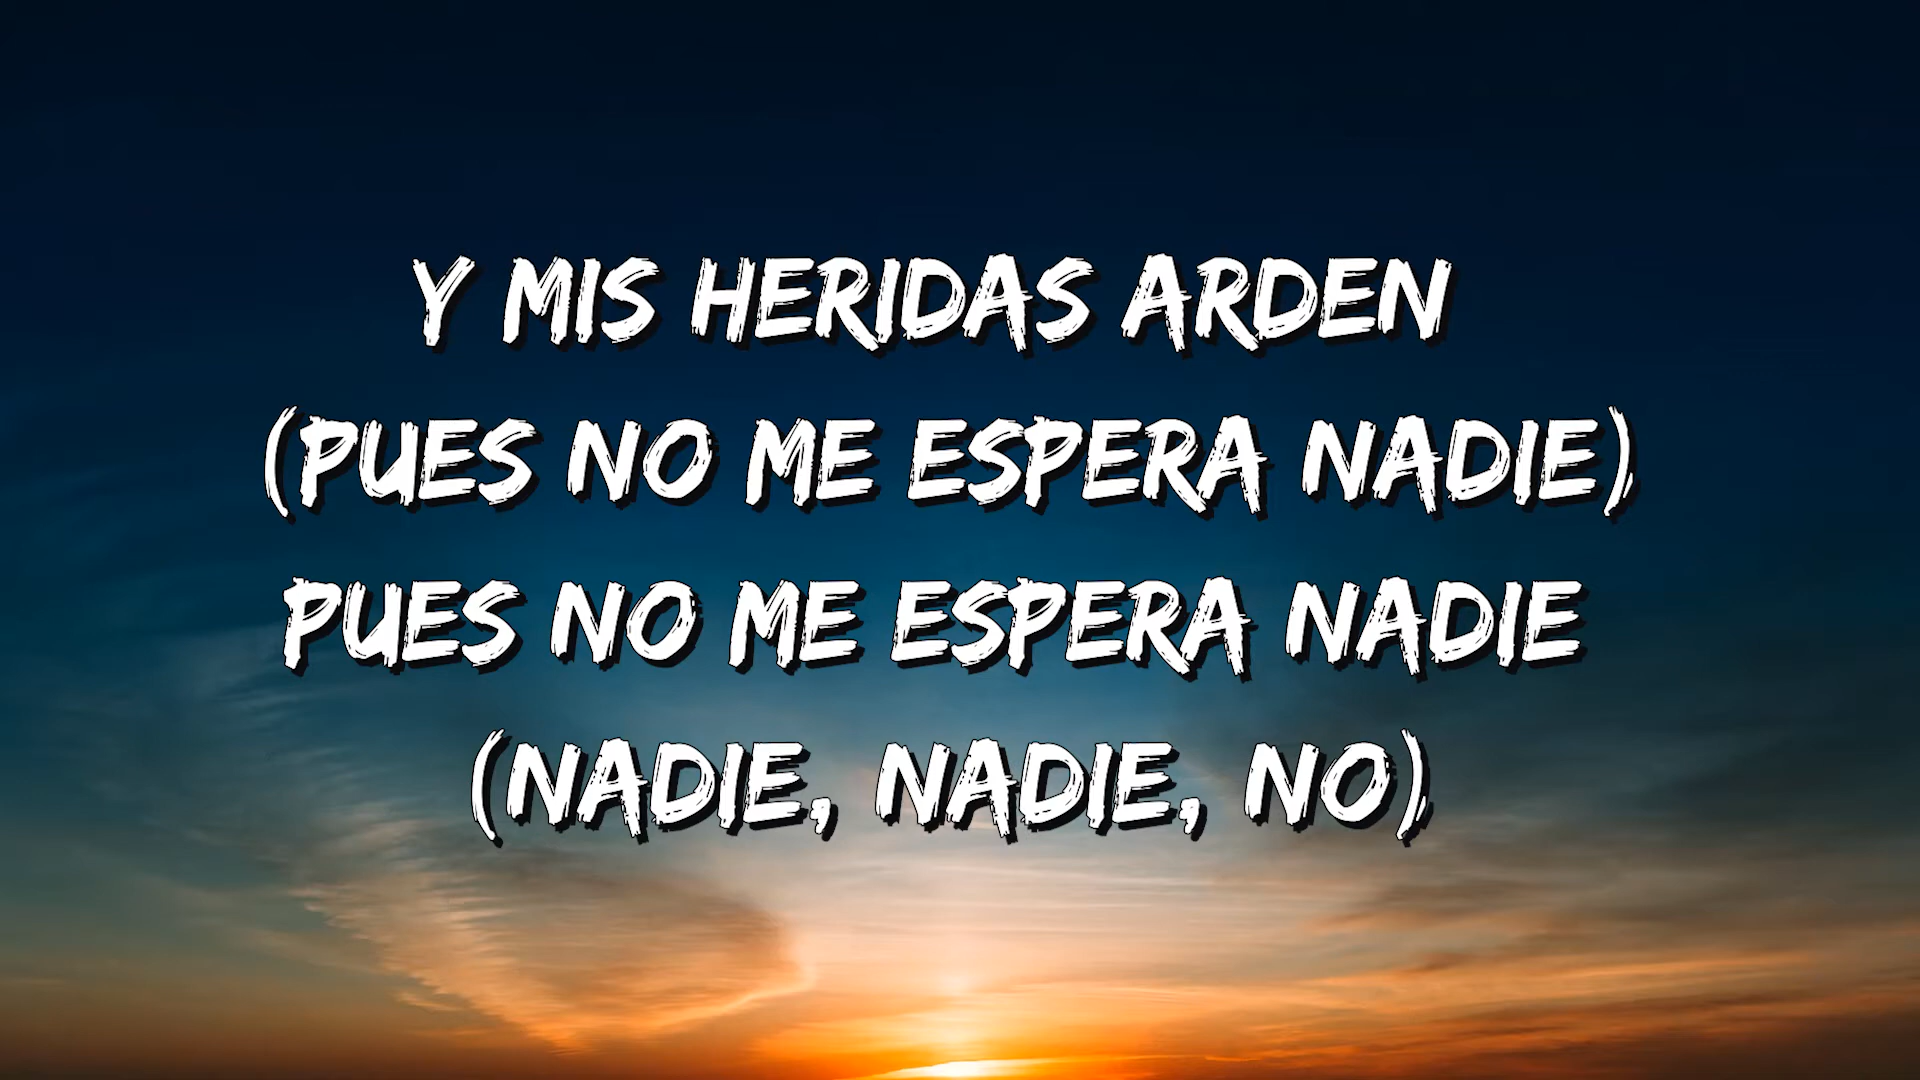 Y MIS HERIDAS ARDEN
(PUES NO ME ESPERA NADIE)
PUES NO ME ESPERA NADIE
(NADIE, NADIE, NO)